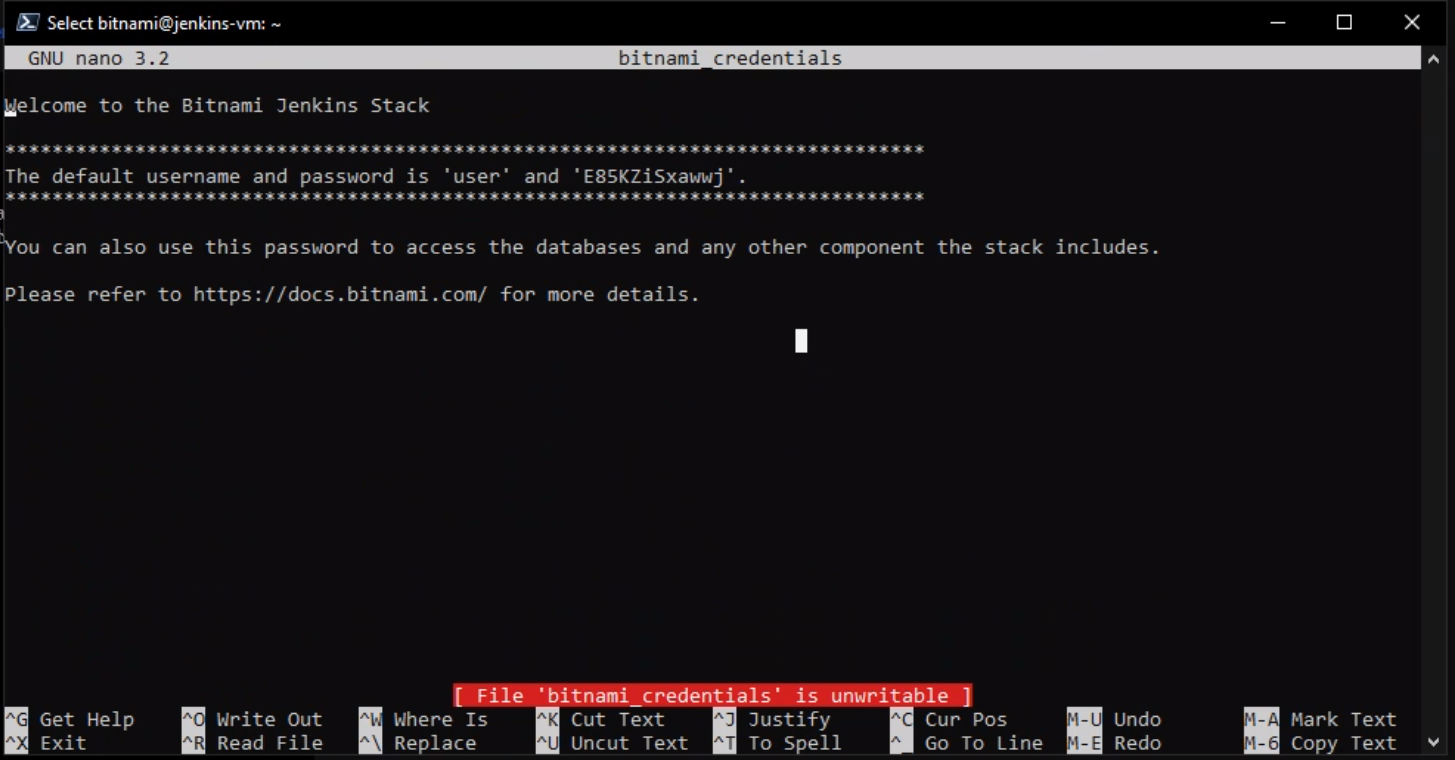 Select bitnami@jenkins-vm: ~
GNU nano 3.2 bitnami_credentials
Welcome to the Bitnami Jenkins Stack
******************************************************************************
The default username and password is 'user' and 'E85KZiSxawwj'.
******************************************************************************
You can also use this password to access the databases and any other component the stack includes.
Please refer to https://docs.bitnami.com/ for more details.
[ File 'bitnami_credentials' is unwritable ]
^G Get Help ^O Write Out ^W Where Is ^K Cut Text ^J Justify ^C Cur Pos M-U Undo M-A Mark Text
^X Exit ^R Read File ^\ Replace ^U Uncut Text ^T To Spell ^_ Go To Line M-E Redo M-6 Copy Text